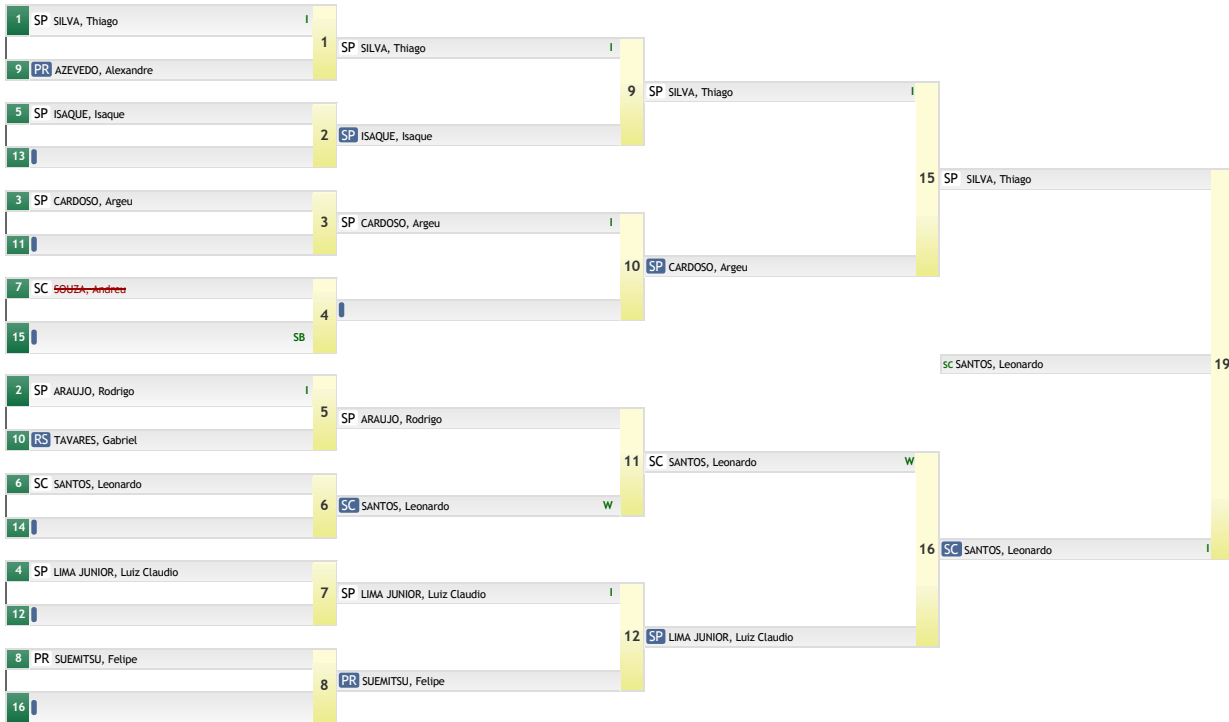 1 SP SILVA, Thiago I
1
9 PR AZEVEDO, Alexandre
5 SP ISAQUE, Isaque
2
13
3 SP CARDOSO, Argeu
3
11
7 SC SOUZA, Andreu
4
15 SB
2 SP ARAUJO, Rodrigo I
5
10 RS TAVARES, Gabriel
6 SC SANTOS, Leonardo
6
14
4 SP LIMA JUNIOR, Luiz Claudio
7
12
8 PR SUEMITSU, Felipe
8
16
SP SILVA, Thiago I
9
SP ISAQUE, Isaque
SP CARDOSO, Argeu I
10
SP ARAUJO, Rodrigo
11
SC SANTOS, Leonardo W
SP LIMA JUNIOR, Luiz Claudio I
12
PR SUEMITSU, Felipe
SP SILVA, Thiago I
15
SP CARDOSO, Argeu
SC SANTOS, Leonardo W
16
SP LIMA JUNIOR, Luiz Claudio
SP SILVA, Thiago
SC SANTOS, Leonardo
19
SC SANTOS, Leonardo I